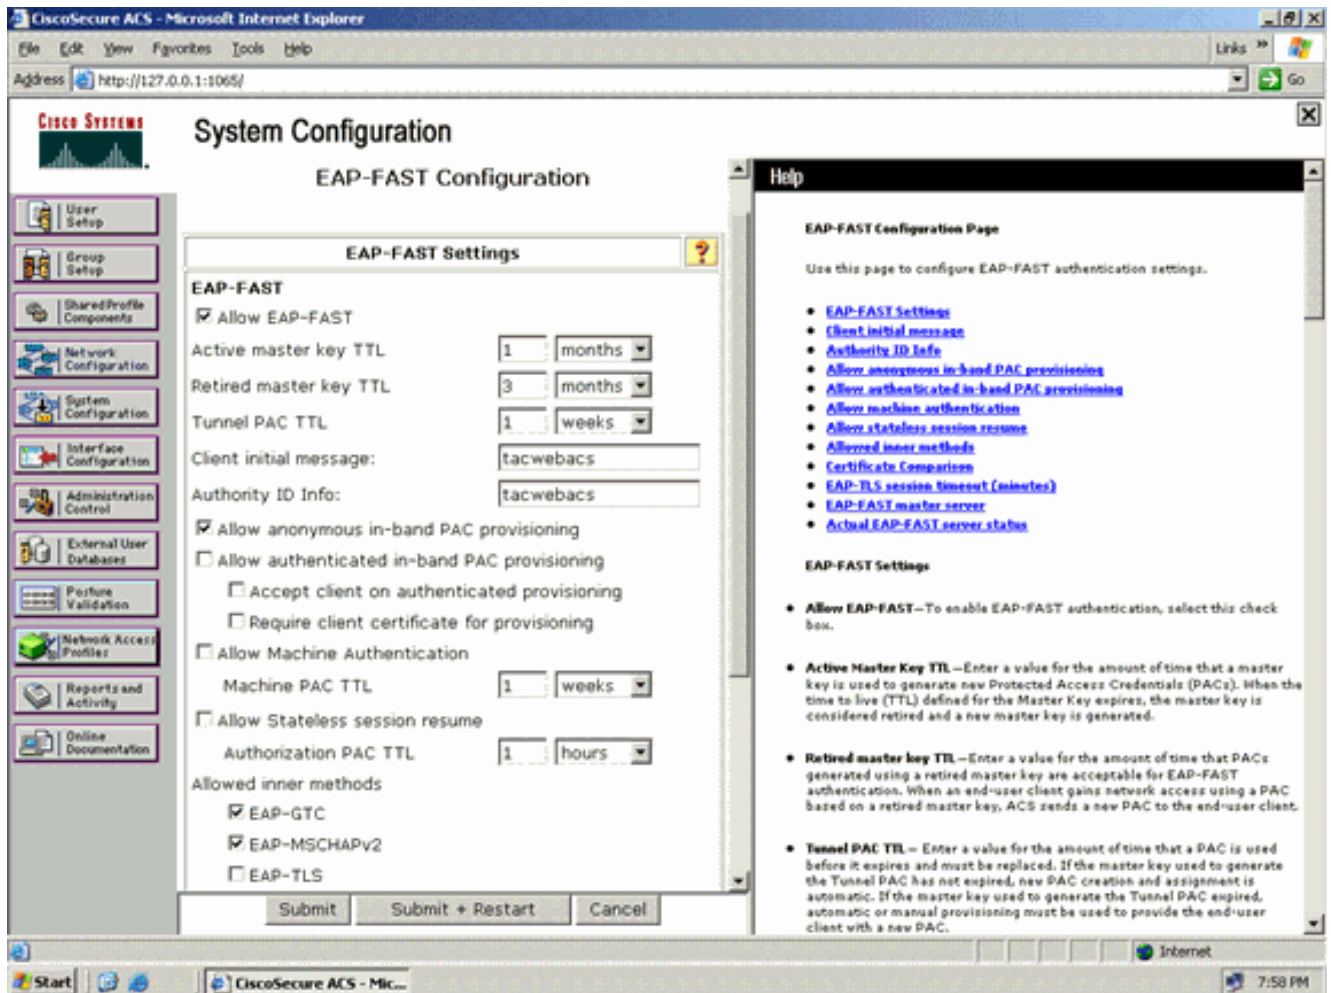 CiscoSecure ACS - Microsoft Internet Explorer
File Edit View Favorites Tools Help
Links »
Address http://127.0.0.1:1065/
Go
CISCO SYSTEMS
System Configuration
User Setup
Group Setup
Shared Profile Components
Network Configuration
System Configuration
Interface Configuration
Administration Control
External User Databases
Posture Validation
Network Access Profiles
Reports and Activity
Online Documentation
EAP-FAST Configuration
EAP-FAST Settings
?
EAP-FAST
Allow EAP-FAST
Active master key TTL 1 months
Retired master key TTL 3 months
Tunnel PAC TTL 1 weeks
Client initial message: tacwebacs
Authority ID Info: tacwebacs
Allow anonymous in-band PAC provisioning
Allow authenticated in-band PAC provisioning
Accept client on authenticated provisioning
Require client certificate for provisioning
Allow Machine Authentication
Machine PAC TTL 1 weeks
Allow Stateless session resume
Authorization PAC TTL 1 hours
Allowed inner methods
EAP-GTC
EAP-MSCHAPv2
EAP-TLS
Submit Submit + Restart Cancel
Help
EAP-FAST Configuration Page
Use this page to configure EAP-FAST authentication settings.
• EAP-FAST Settings
• Client initial message
• Authority ID Info
• Allow anonymous in-band PAC provisioning
• Allow authenticated in-band PAC provisioning
• Allow machine authentication
• Allow stateless session resume
• Allowed inner methods
• Certificate Comparison
• EAP-TLS session timeout (minutes)
• EAP-FAST master server
• Actual EAP-FAST server status
EAP-FAST Settings
• Allow EAP-FAST—To enable EAP-FAST authentication, select this check
box.
• Active Master Key TTL—Enter a value for the amount of time that a master
key is used to generate new Protected Access Credentials (PACs). When the
time to live (TTL) defined for the Master Key expires, the master key is
considered retired and a new master key is generated.
• Retired master key TTL—Enter a value for the amount of time that PACs
generated using a retired master key are acceptable for EAP-FAST
authentication. When an end-user client gains network access using a PAC
based on a retired master key, ACS sends a new PAC to the end-user client.
• Tunnel PAC TTL— Enter a value for the amount of time that a PAC is used
before it expires and must be replaced. If the master key used to generate
the Tunnel PAC has not expired, new PAC creation and assignment is
automatic. If the master key used to generate the Tunnel PAC expired,
automatic or manual provisioning must be used to provide the end-user
client with a new PAC.
Internet
Start CiscoSecure ACS - Mic... 7:58 PM